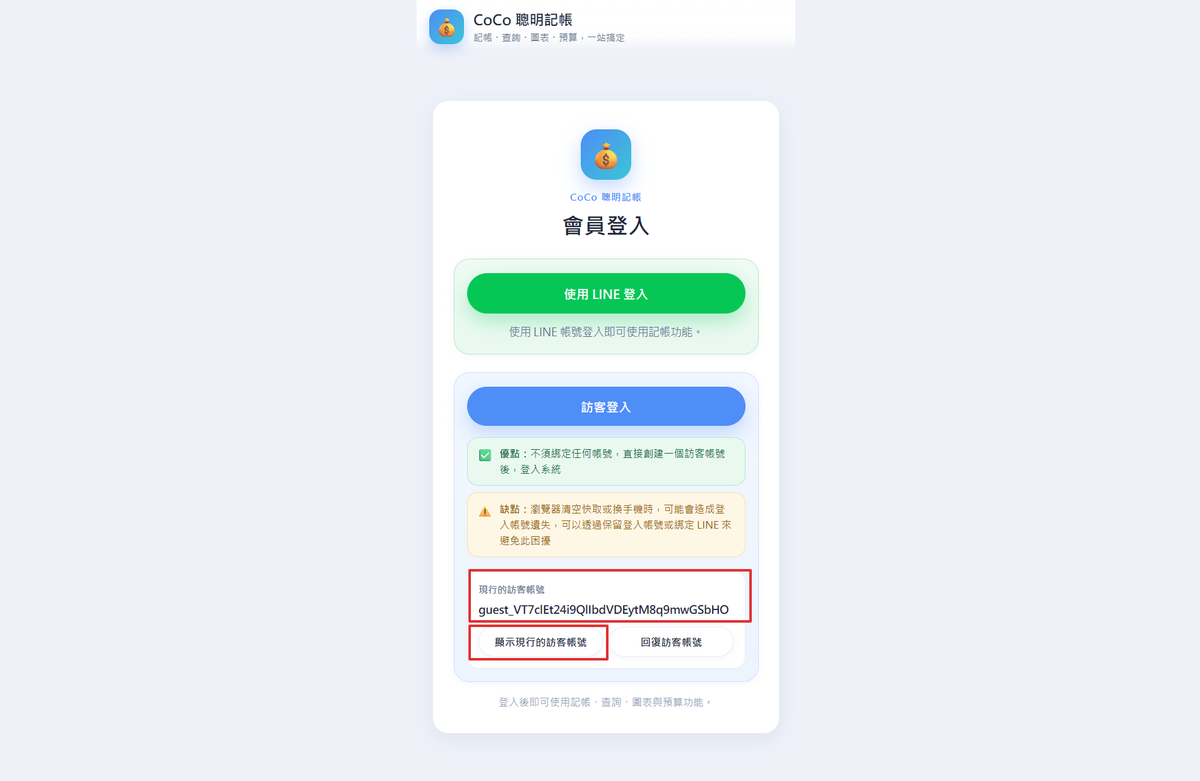 CoCo 聰明記帳
記帳・查詢・圖表・預算，一站搞定
CoCo 聰明記帳
會員登入
使用 LINE 登入
使用 LINE 帳號登入即可使用記帳功能。
訪客登入
優點：不須綁定任何帳號，直接創建一個訪客帳號
後，登入系統
缺點：瀏覽器清空快取或換手機時，可能會造成登
入帳號遺失，可以透過保留登入帳號或綁定 LINE 來
避免此困擾
現行的訪客帳號
guest_VT7clEt24i9QlIbdVDEytM8q9mwGSbHO
顯示現行的訪客帳號
回復訪客帳號
登入後即可使用記帳、查詢、圖表與預算功能。